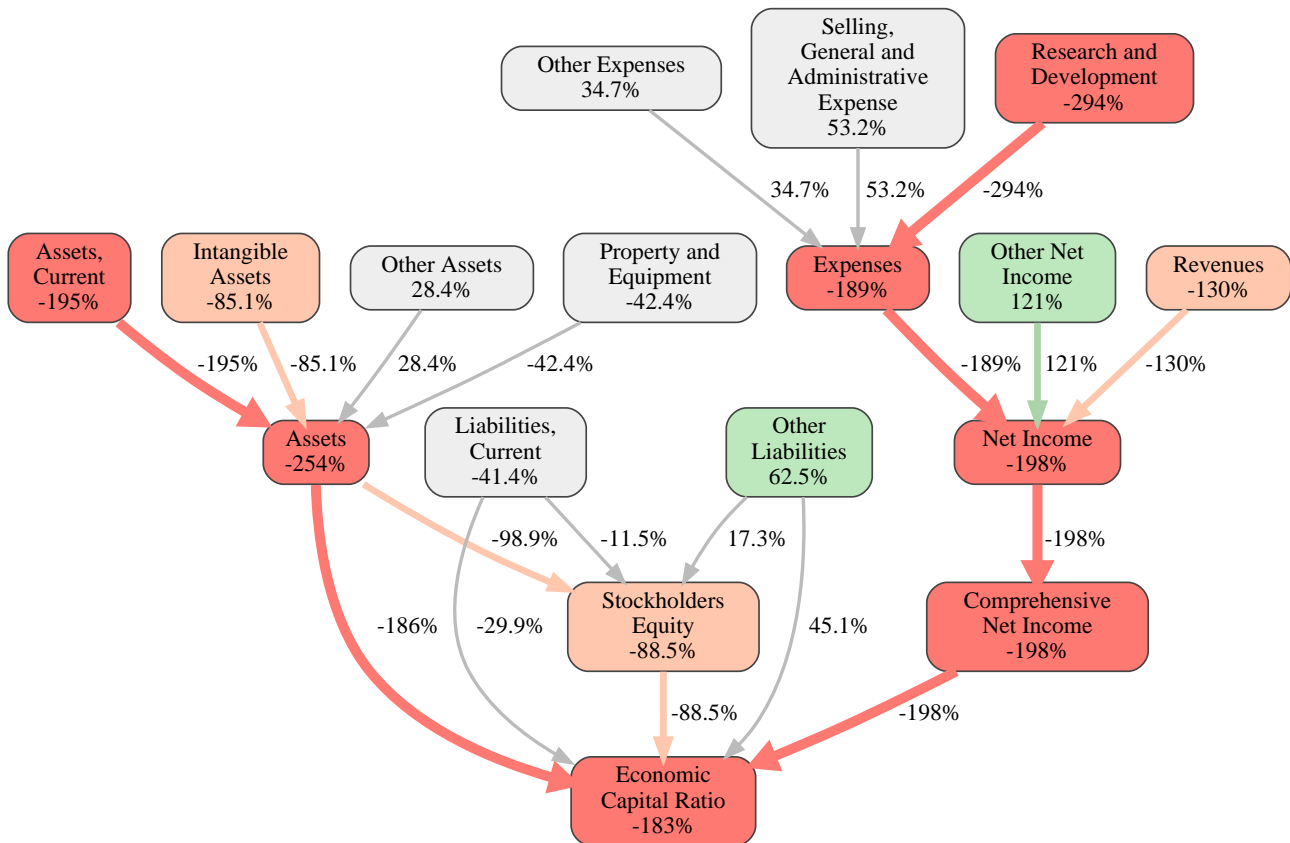 Selling,
General and
Administrative
Expense
53.2%
Other Expenses
34.7%
Research and
Development
-294%
34.7%
53.2%
-294%
Assets,
Current
-195%
Intangible
Assets
-85.1%
Other Assets
28.4%
Property and
Equipment
-42.4%
Expenses
-189%
Other Net
Income
121%
Revenues
-130%
-195%
-85.1%
28.4%
-42.4%
-189%
121%
-130%
Assets
-254%
Liabilities,
Current
-41.4%
Other
Liabilities
62.5%
Net Income
-198%
-98.9%
-11.5%
17.3%
-198%
Stockholders
Equity
-88.5%
Comprehensive
Net Income
-198%
-186%
-29.9%
45.1%
-88.5%
-198%
Economic
Capital Ratio
-183%